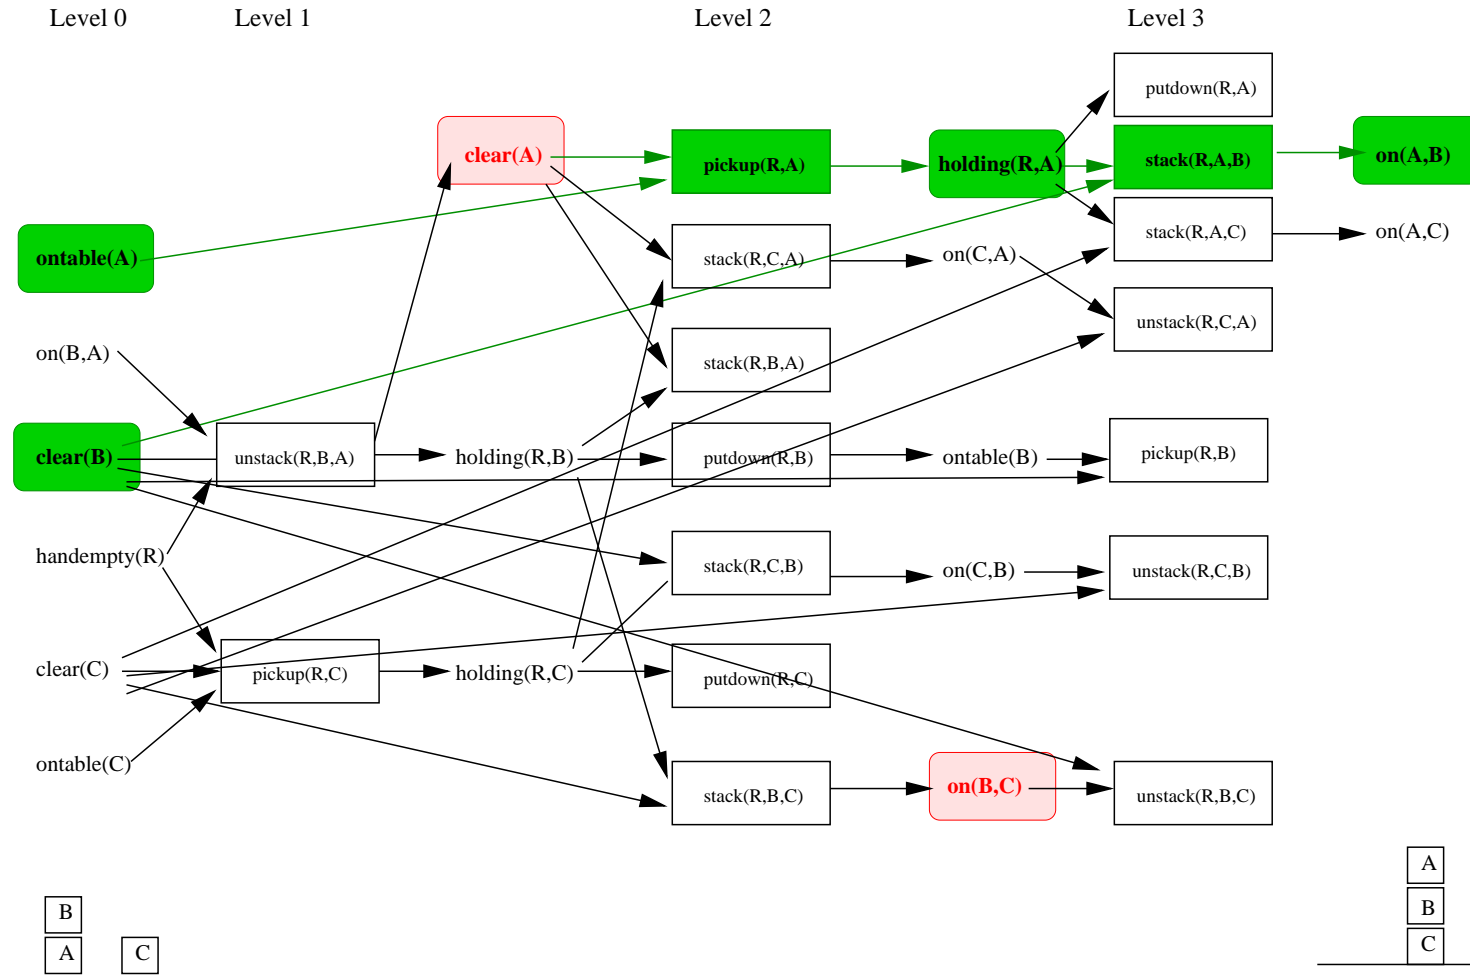 Level 0
Level 1
Level 2
Level 3
putdown(R,A)
clear(A)
pickup(R,A)
holding(R,A)
stack(R,A,B)
on(A,B)
ontable(A)
stack(R,C,A)
on(C,A)
stack(R,A,C)
on(A,C)
on(B,A)
stack(R,B,A)
unstack(R,C,A)
clear(B)
unstack(R,B,A)
holding(R,B)
putdown(R,B)
ontable(B)
pickup(R,B)
handempty(R)
stack(R,C,B)
on(C,B)
unstack(R,C,B)
clear(C)
pickup(R,C)
holding(R,C)
putdown(R,C)
ontable(C)
stack(R,B,C)
on(B,C)
unstack(R,B,C)
B
A
C
A
B
C